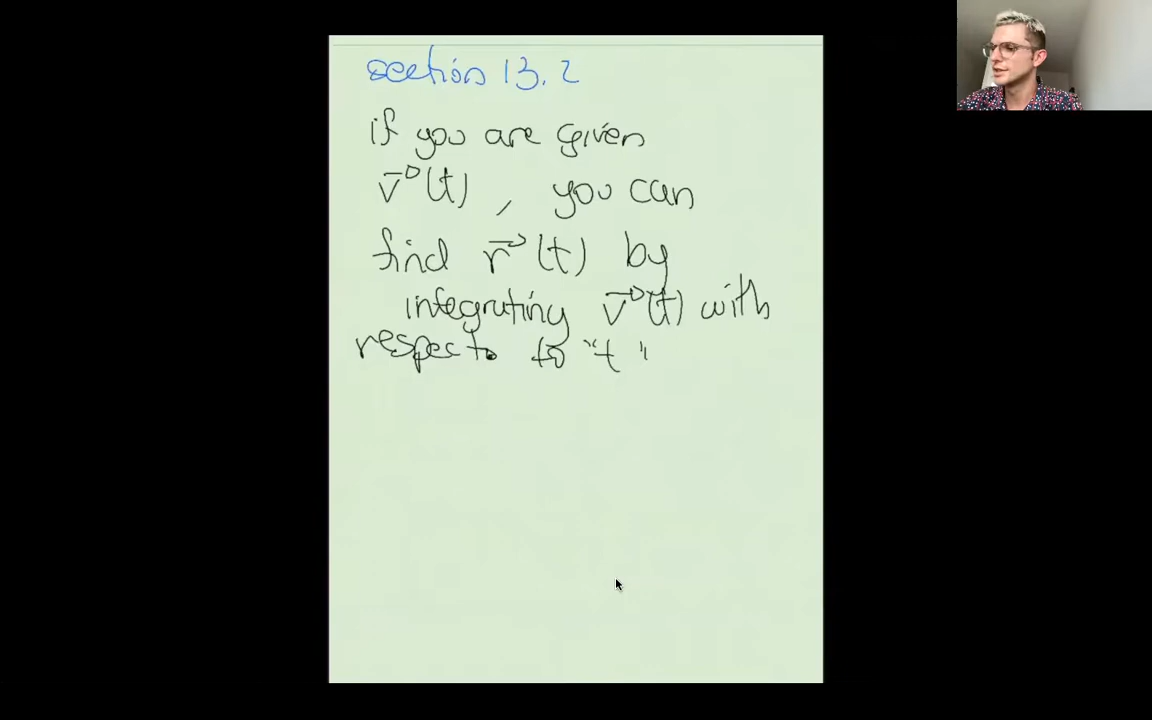 section 13.2
if you are given
v⃗(t), you can
find r⃗(t) by
integrating v⃗(t) with
respect to "t"